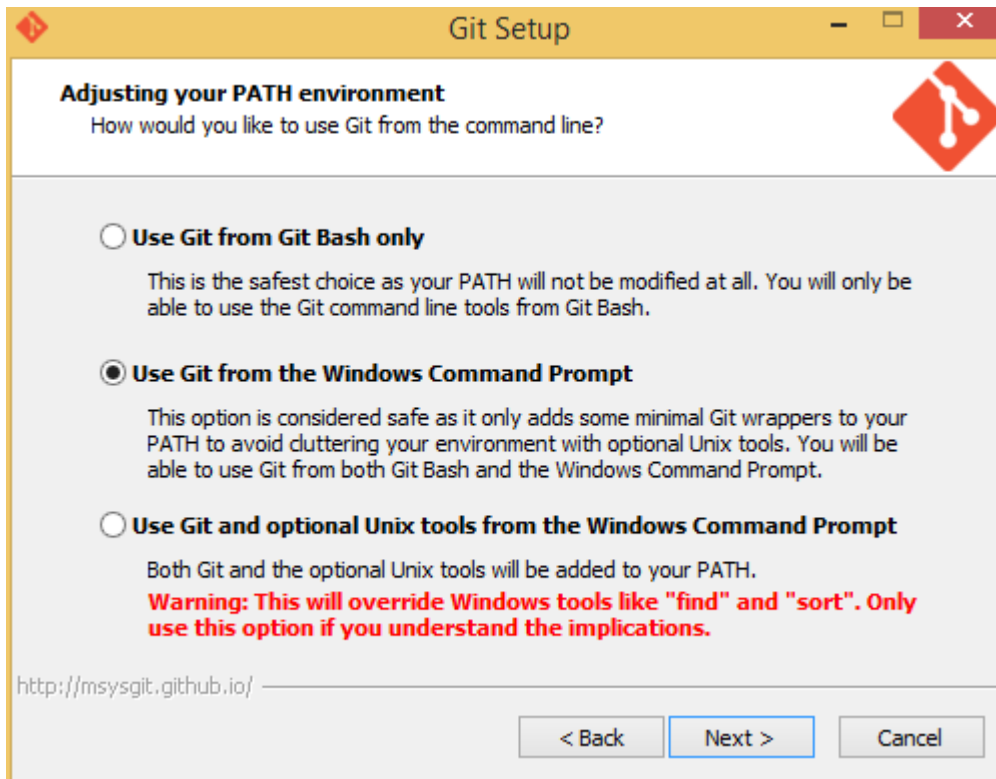 Git Setup
Adjusting your PATH environment
How would you like to use Git from the command line?
Use Git from Git Bash only
This is the safest choice as your PATH will not be modified at all. You will only be
able to use the Git command line tools from Git Bash.
Use Git from the Windows Command Prompt
This option is considered safe as it only adds some minimal Git wrappers to your
PATH to avoid cluttering your environment with optional Unix tools. You will be
able to use Git from both Git Bash and the Windows Command Prompt.
Use Git and optional Unix tools from the Windows Command Prompt
Both Git and the optional Unix tools will be added to your PATH.
Warning: This will override Windows tools like "find" and "sort". Only
use this option if you understand the implications.
http://msysgit.github.io/
< Back Next > Cancel